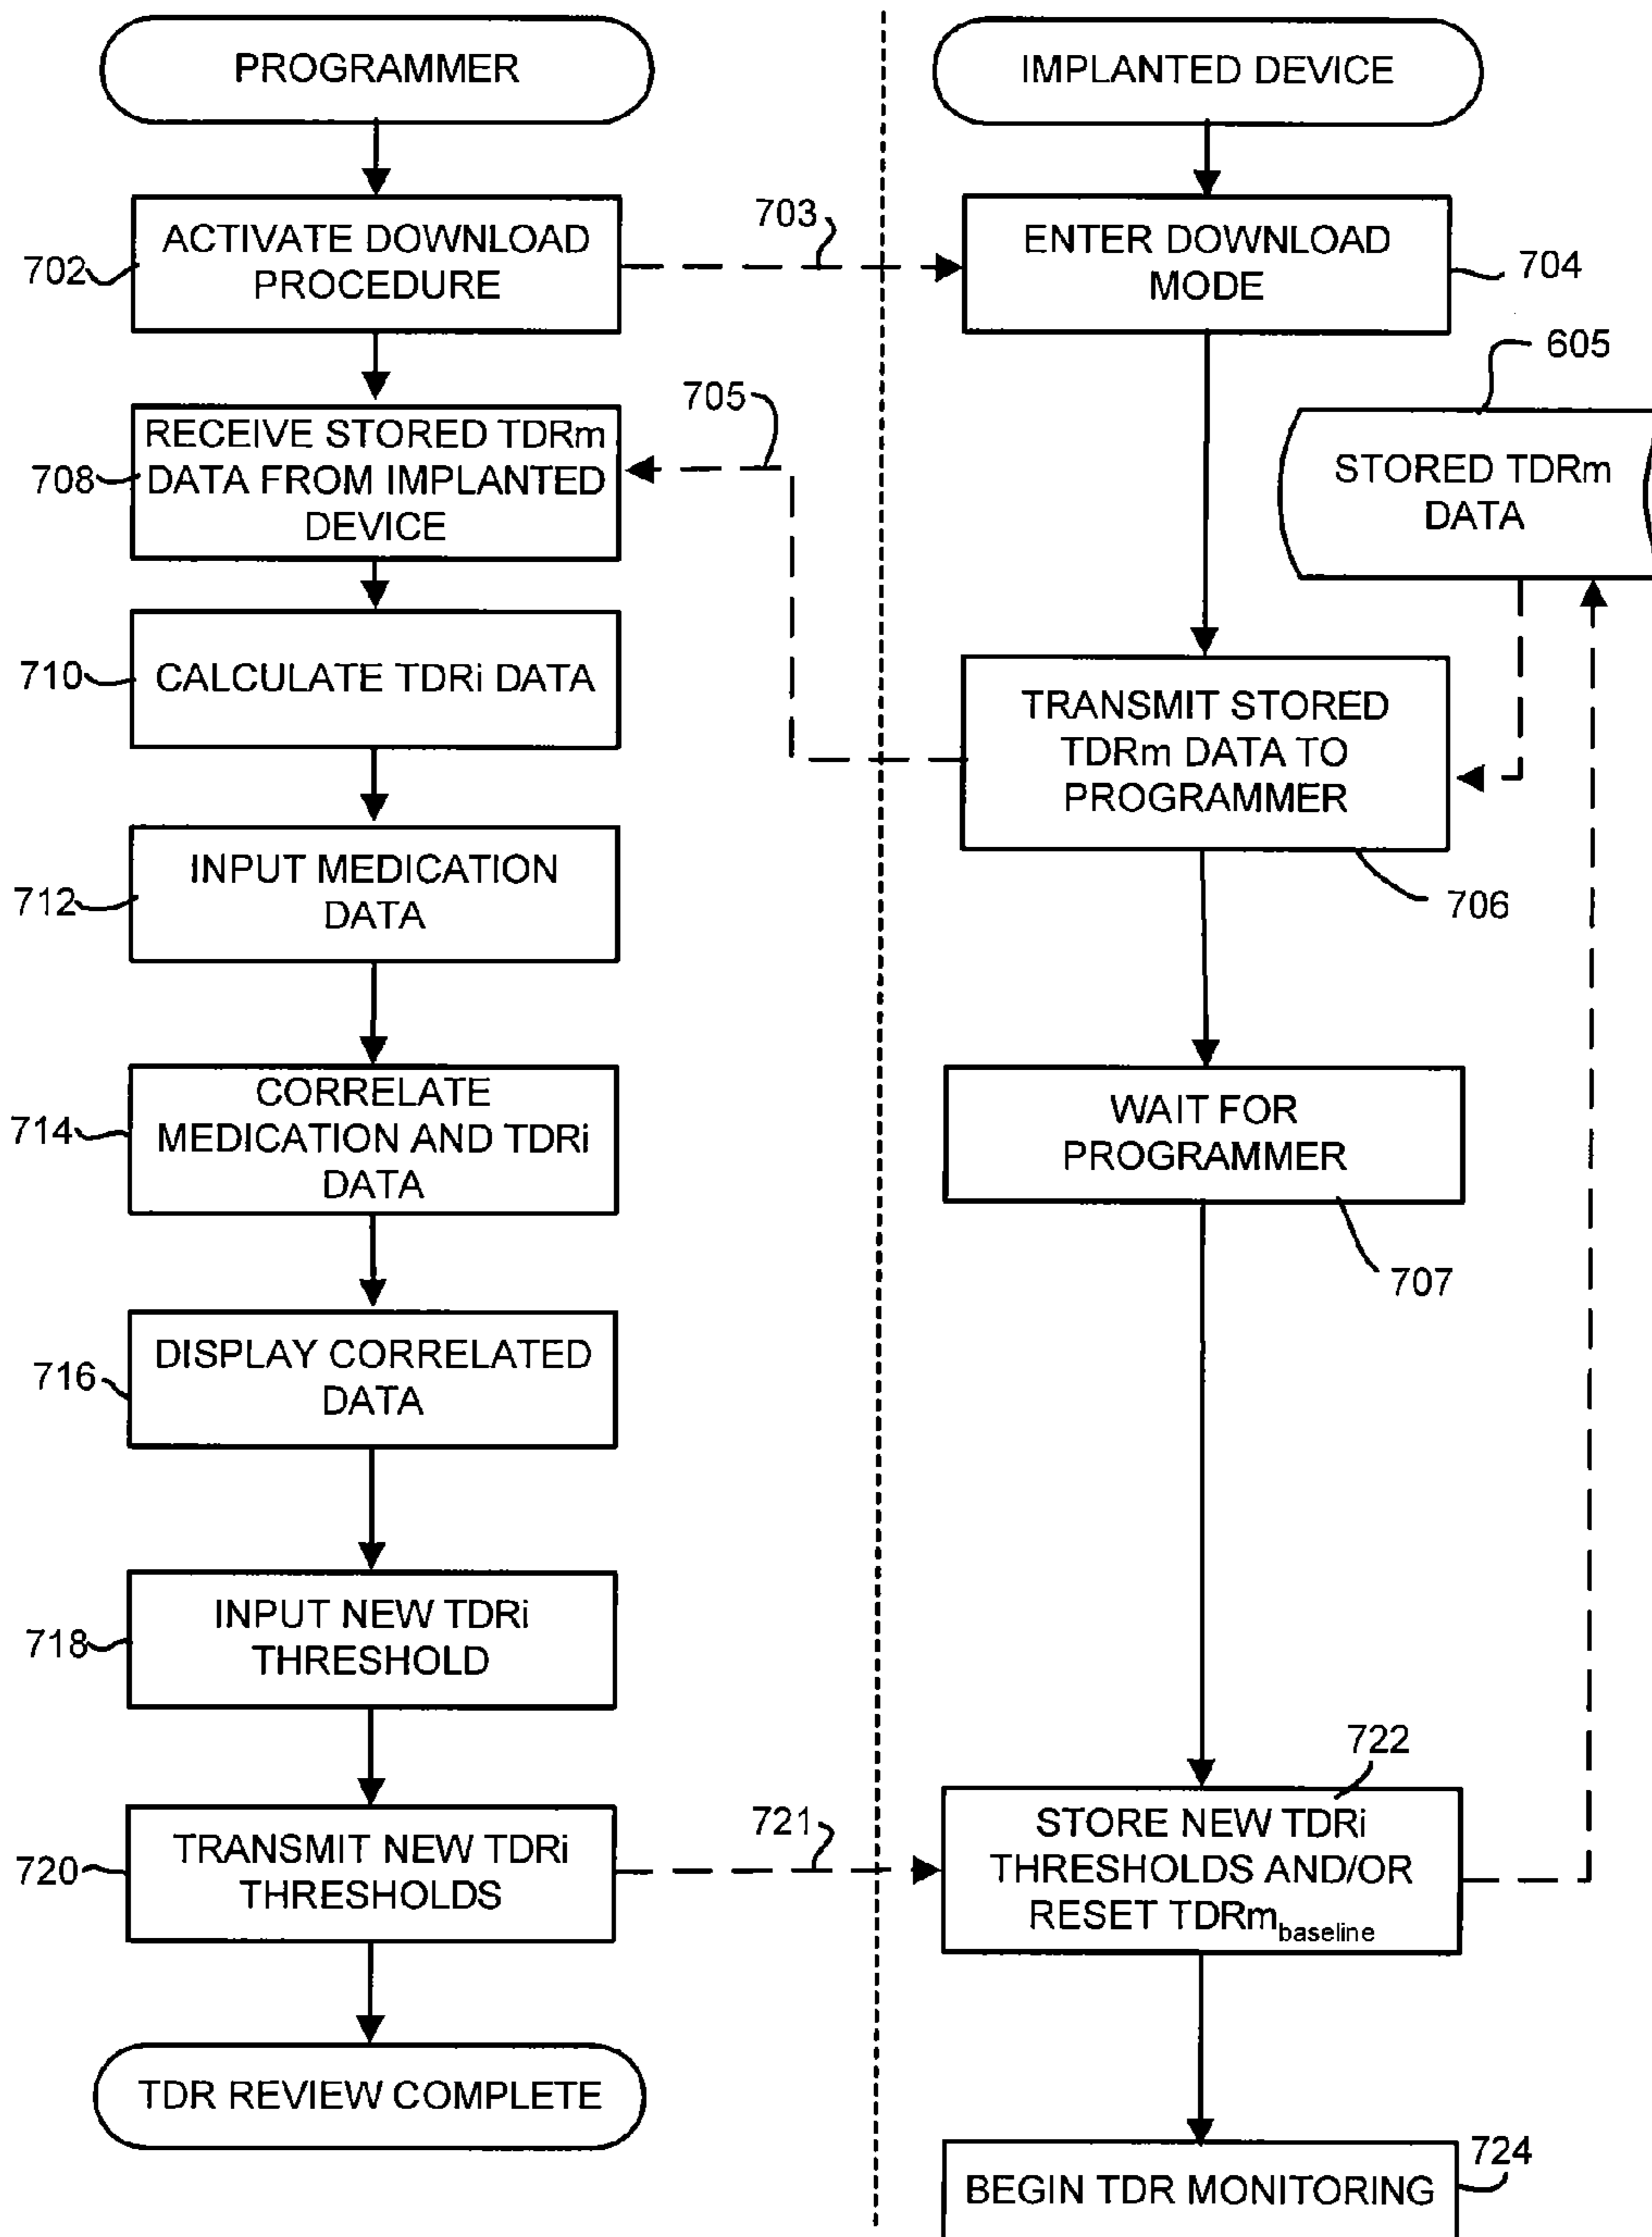 PROGRAMMER
702
ACTIVATE DOWNLOAD
PROCEDURE
703
708
RECEIVE STORED TDRm
DATA FROM IMPLANTED
DEVICE
705
710
CALCULATE TDRi DATA
712
INPUT MEDICATION
DATA
714
CORRELATE
MEDICATION AND TDRi
DATA
716
DISPLAY CORRELATED
DATA
718
INPUT NEW TDRi
THRESHOLD
720
TRANSMIT NEW TDRi
THRESHOLDS
721
TDR REVIEW COMPLETE
IMPLANTED DEVICE
ENTER DOWNLOAD
MODE
704
605
STORED TDRm
DATA
TRANSMIT STORED
TDRm DATA TO
PROGRAMMER
706
WAIT FOR
PROGRAMMER
707
722
STORE NEW TDRi
THRESHOLDS AND/OR
RESET TDRm baseline
724
BEGIN TDR MONITORING